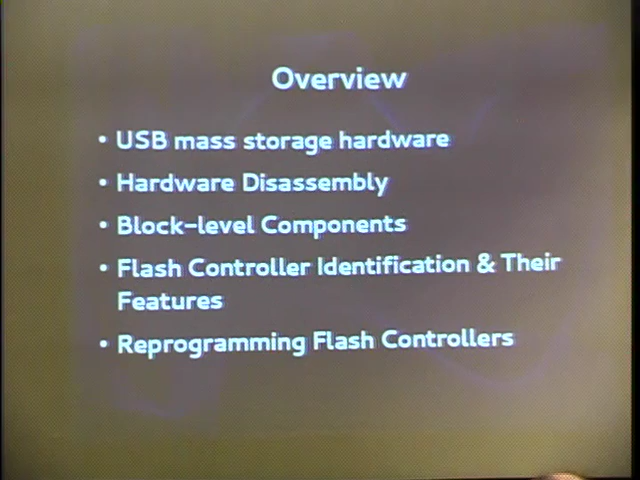 Overview
• USB mass storage hardware
• Hardware Disassembly
• Block-level Components
• Flash Controller Identification & Their
Features
• Reprogramming Flash Controllers